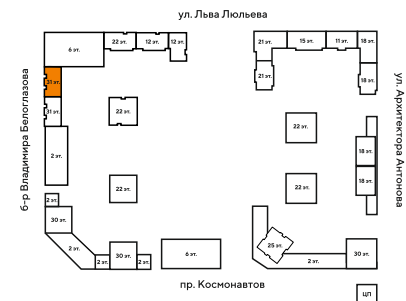 ул. Льва Люльева
6 эт.
22 эт.
12 эт.
12 эт.
21 эт.
15 эт.
11 эт.
18 эт.
31 эт.
21 эт.
18 эт.
31 эт.
22 эт.
22 эт.
2 эт.
18 эт.
18 эт.
22 эт.
22 эт.
2 эт.
30 эт.
2 эт.
25 эт.
2 эт.
30 эт.
2 эт.
6 эт.
2 эт.
30 эт.
б-р Владимира Белоглазова
ул. Архитектора Антонова
пр. Космонавтов
ЦП